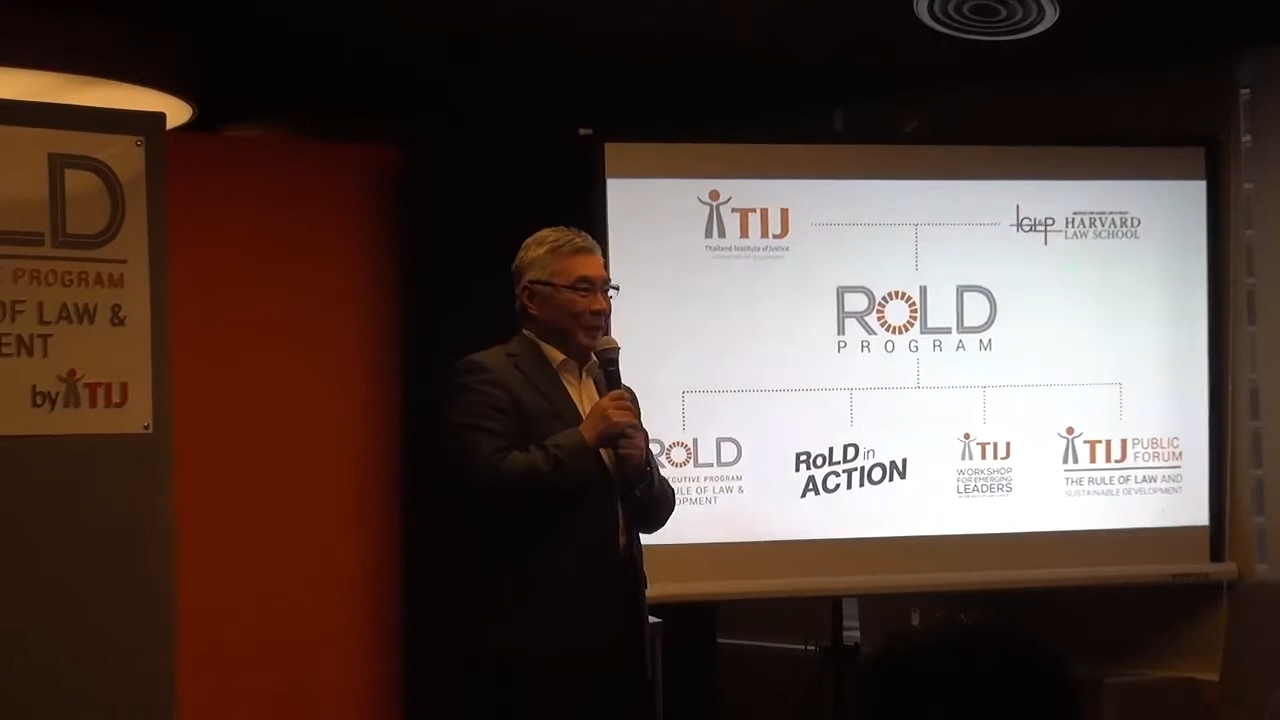 LD
E PROGRAM
OF LAW &
ENT
by TIJ
TIJ
Thailand Institute of Justice
IGL&P HARVARD
LAW SCHOOL
RoLD
PROGRAM
RoLD
ECUTIVE PROGRAM
RULE OF LAW &
OPMENT
RoLD in
ACTION
TIJ
WORKSHOP
FOR EMERGING
LEADERS
TIJ PUBLIC
FORUM
THE RULE OF LAW AND
SUSTAINABLE DEVELOPMENT